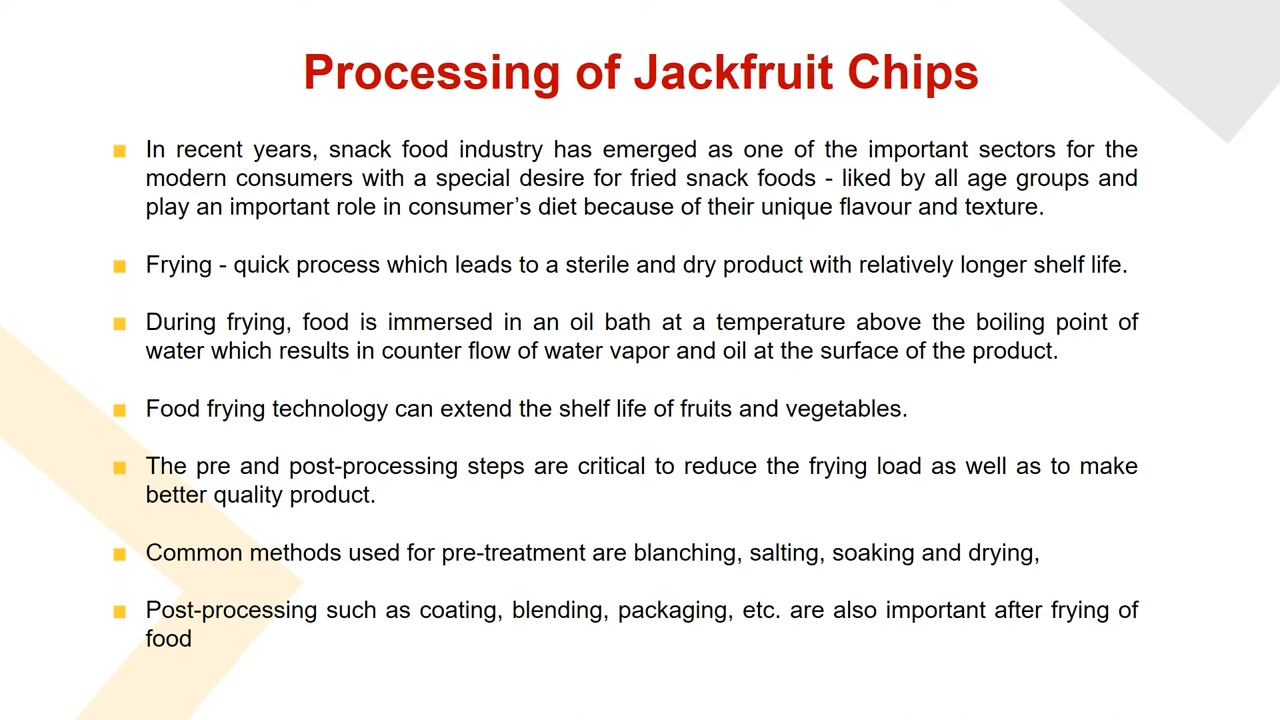 Processing of Jackfruit Chips
In recent years, snack food industry has emerged as one of the important sectors for the
modern consumers with a special desire for fried snack foods - liked by all age groups and
play an important role in consumer’s diet because of their unique flavour and texture.
Frying - quick process which leads to a sterile and dry product with relatively longer shelf life.
During frying, food is immersed in an oil bath at a temperature above the boiling point of
water which results in counter flow of water vapor and oil at the surface of the product.
Food frying technology can extend the shelf life of fruits and vegetables.
The pre and post-processing steps are critical to reduce the frying load as well as to make
better quality product.
Common methods used for pre-treatment are blanching, salting, soaking and drying,
Post-processing such as coating, blending, packaging, etc. are also important after frying of
food